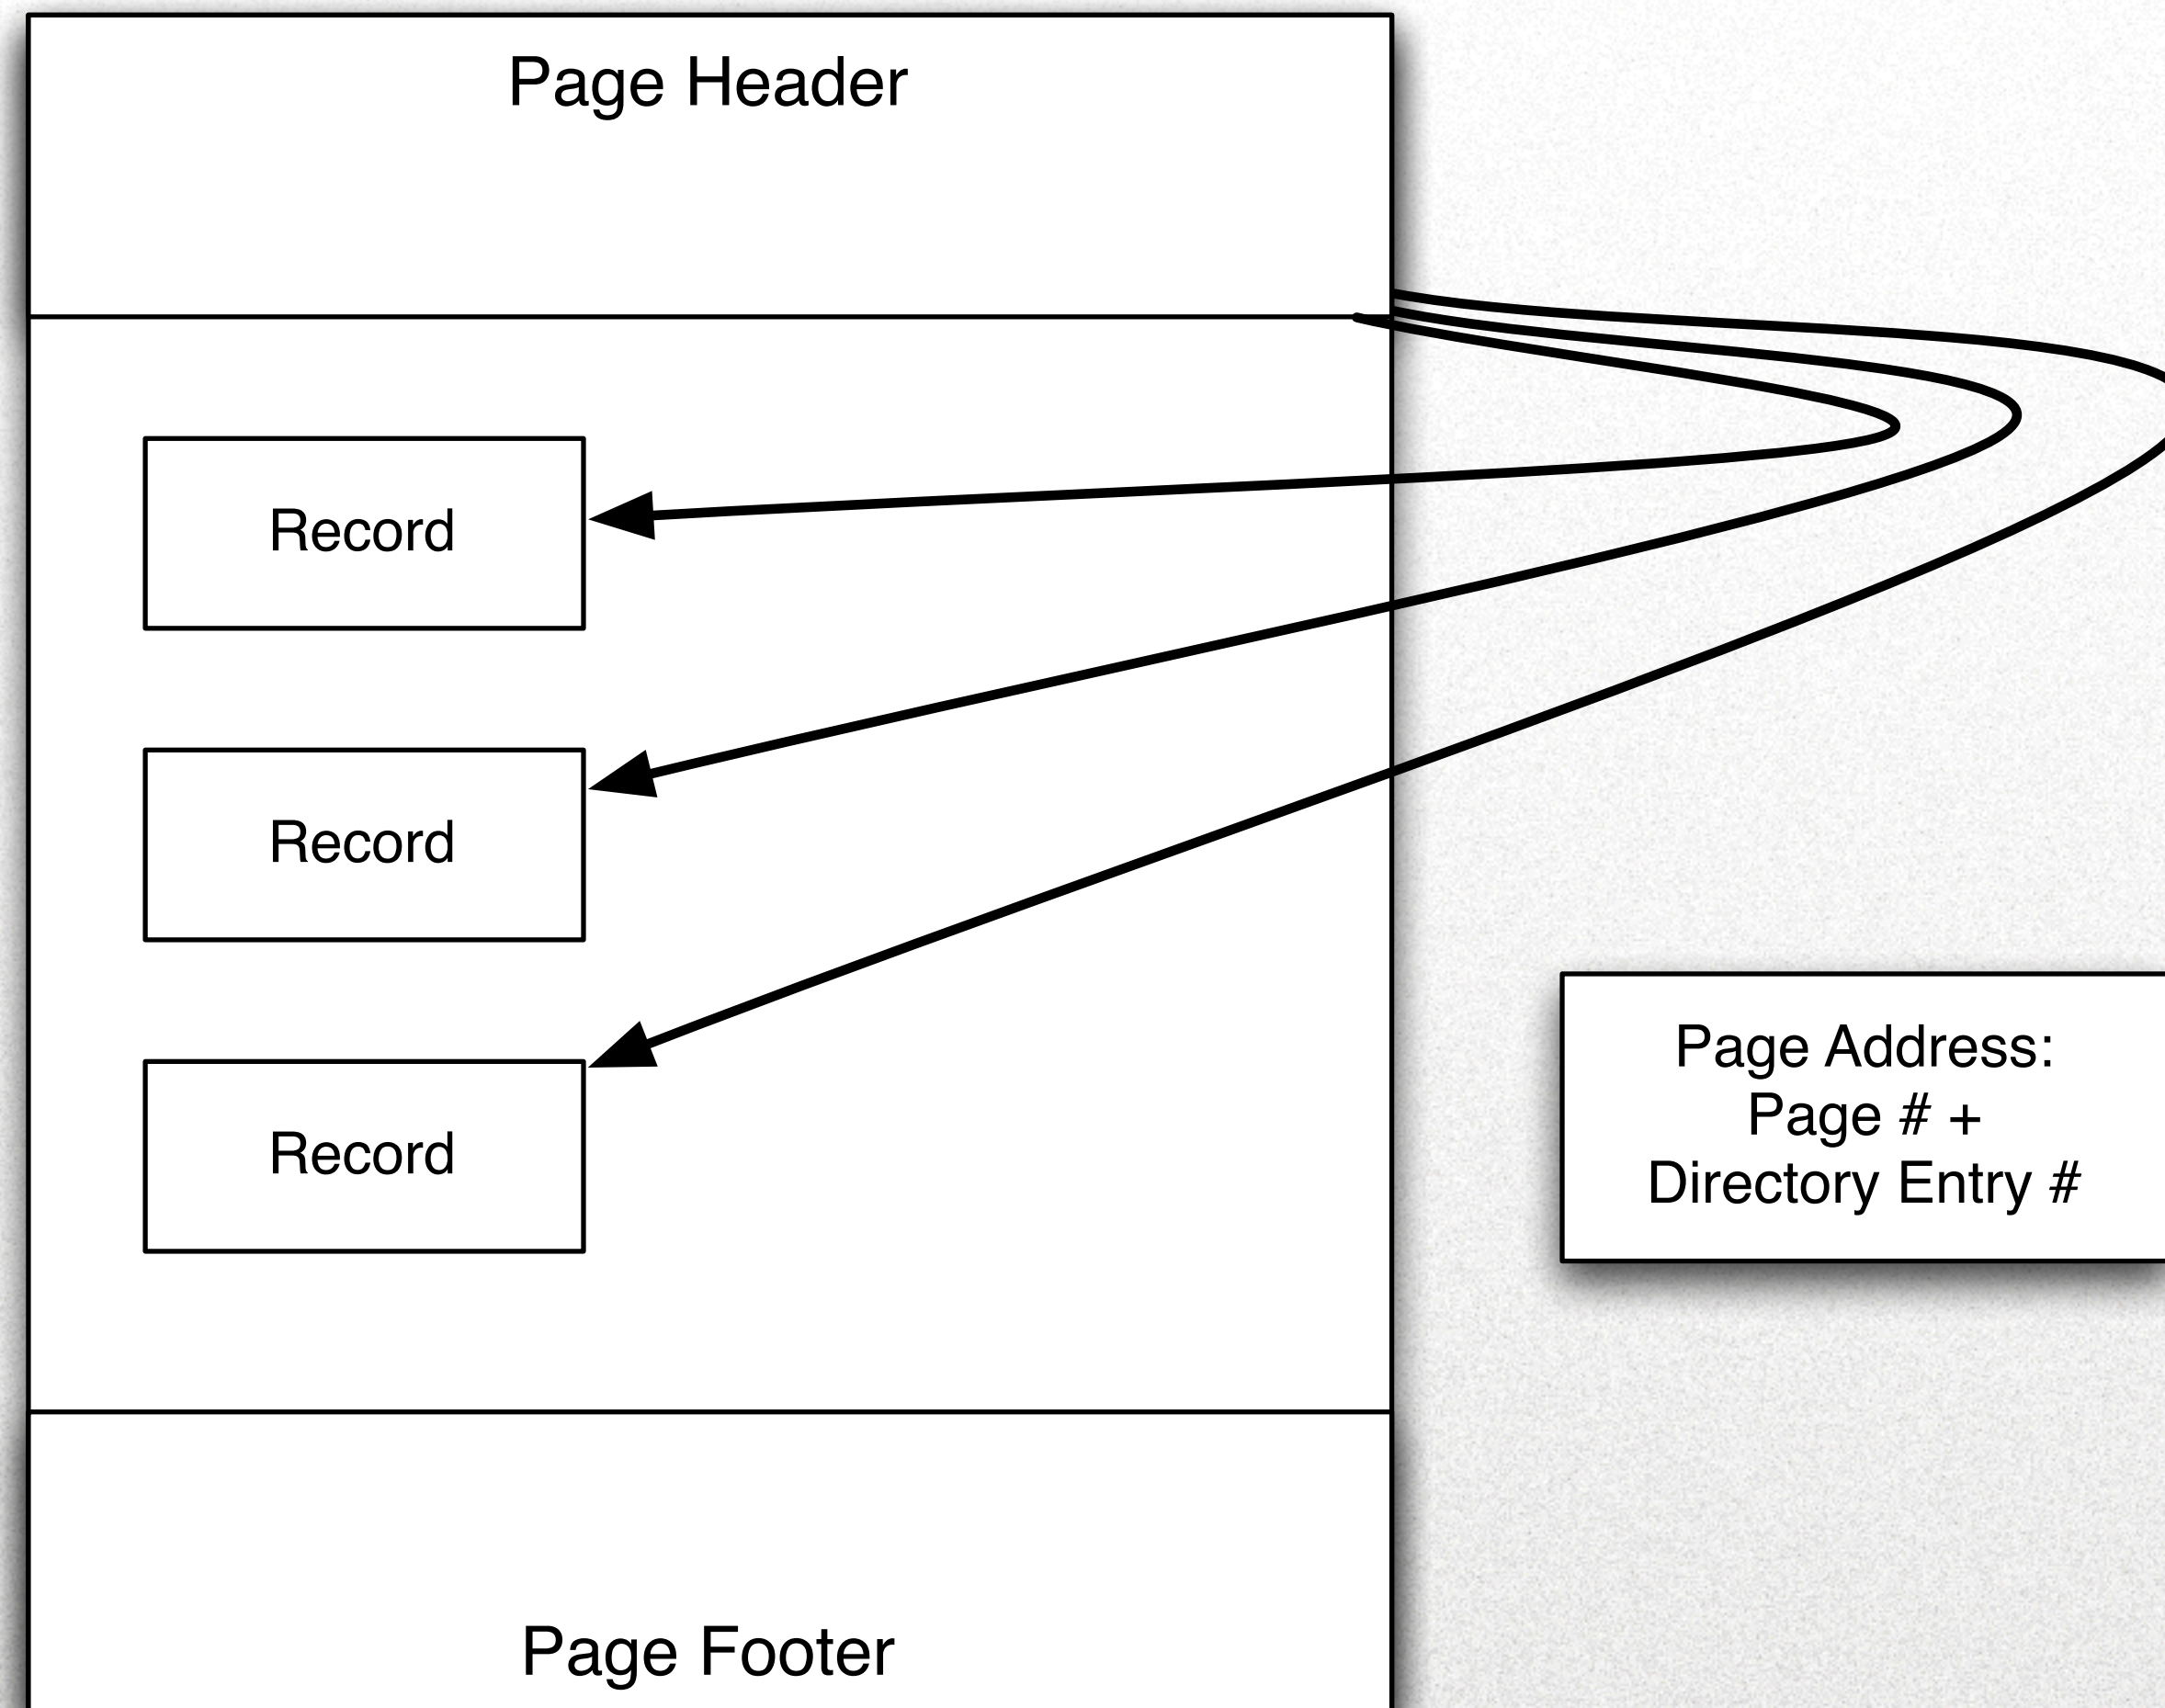 Page Header
Record
Record
Record
Page Address:
Page # +
Directory Entry #
Page Footer